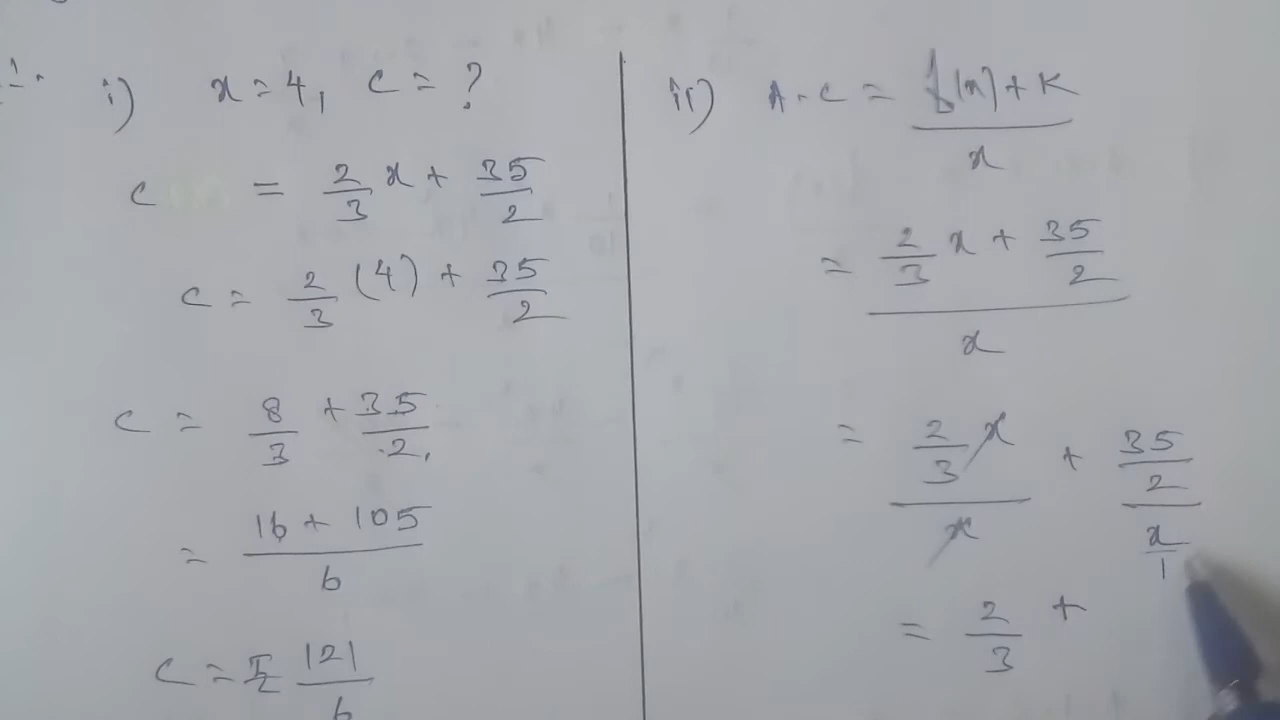 1.
i) x = 4, c = ?
c = 2/3 x + 35/2
c = 2/3 (4) + 35/2
c = 8/3 + 35/2
= 16 + 105 / 6
c = 121/6
ii) A.C = f(x) + K / x
= 2/3 x + 35/2 / x
= 2/3 x / x + 35/2 / x/1
= 2/3 +